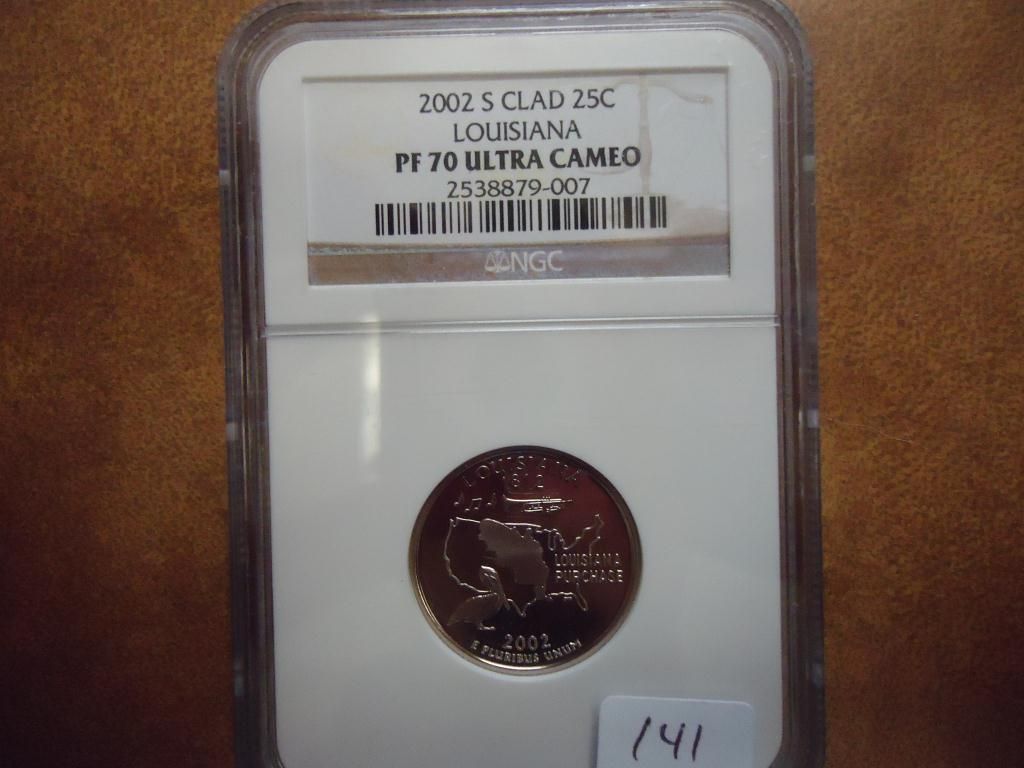 2002 S CLAD 25C
LOUISIANA
PF 70 ULTRA CAMEO
2538879-007
NGC
LOUISIANA
1812
LOUISIANA
PURCHASE
2002
E PLURIBUS UNUM
141